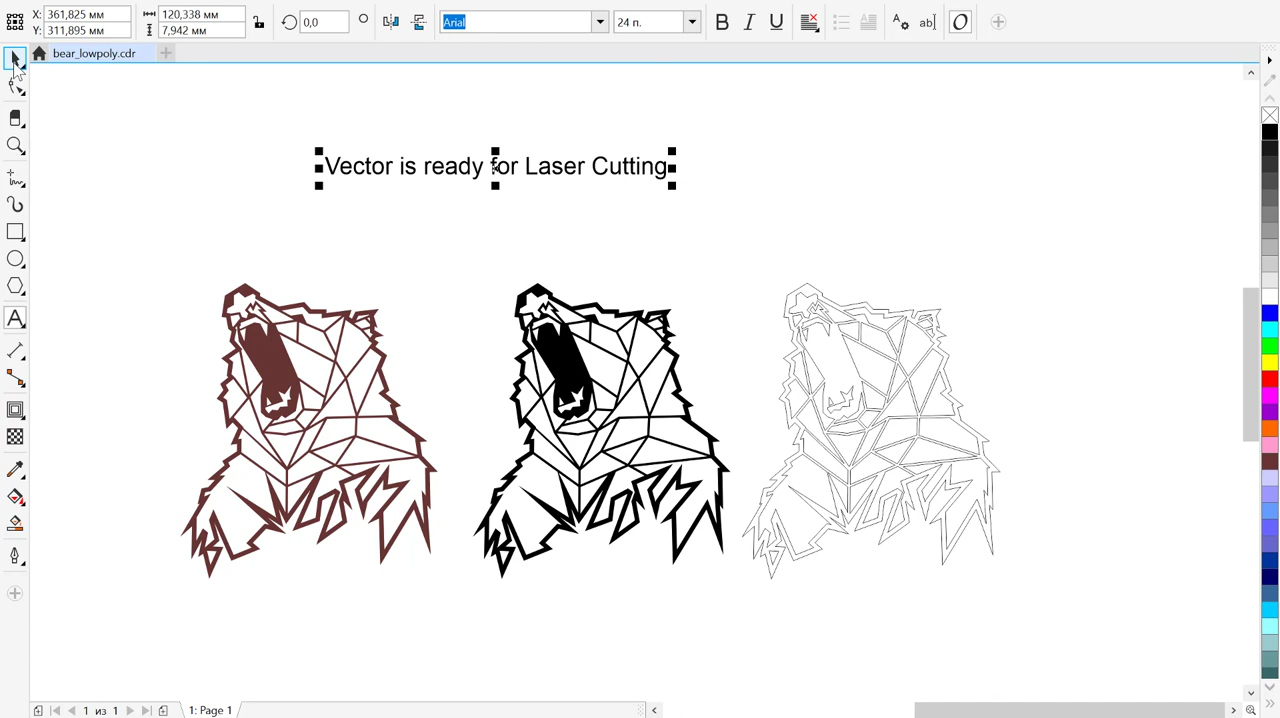 X: 361,825 мм
Y: 311,895 мм
120,338 мм
7,942 мм
0,0
Arial
24 п.
B I U
ab
O
bear_lowpoly.cdr
Vector is ready for Laser Cutting
A
1 из 1
1: Page 1